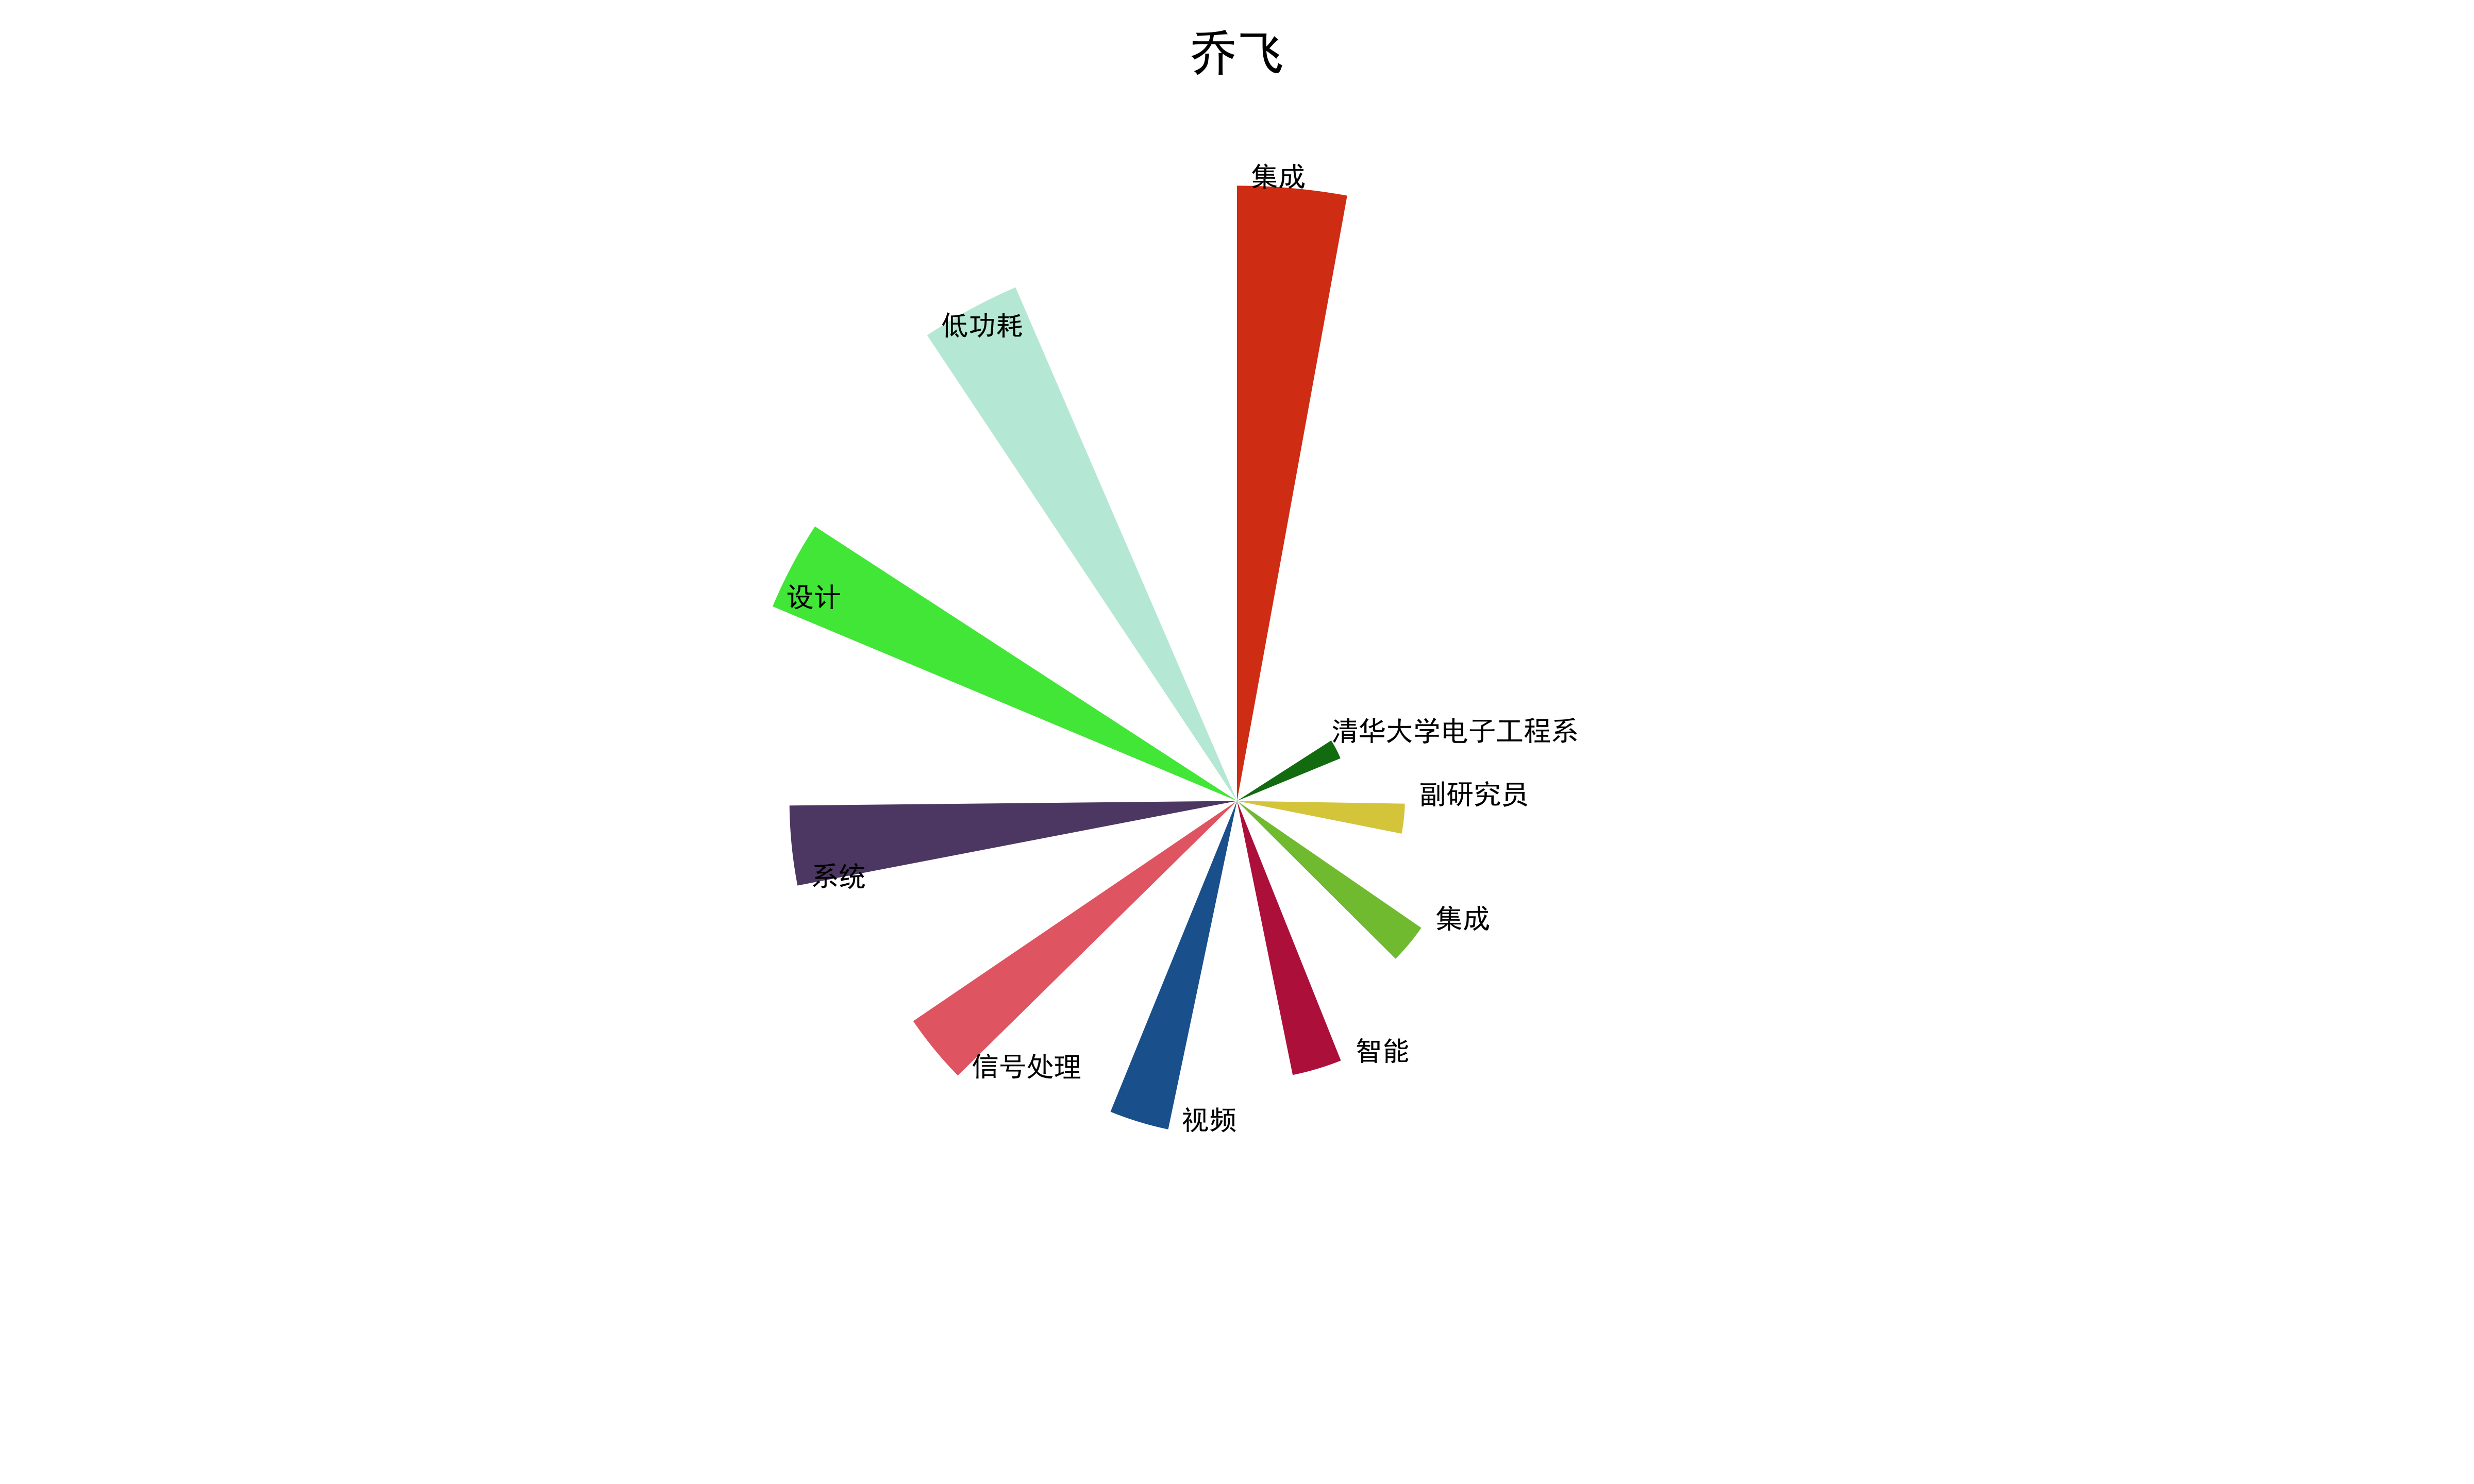 乔飞
集成
低功耗
设计
清华大学电子工程系
副研究员
系统
集成
智能
信号处理
视频